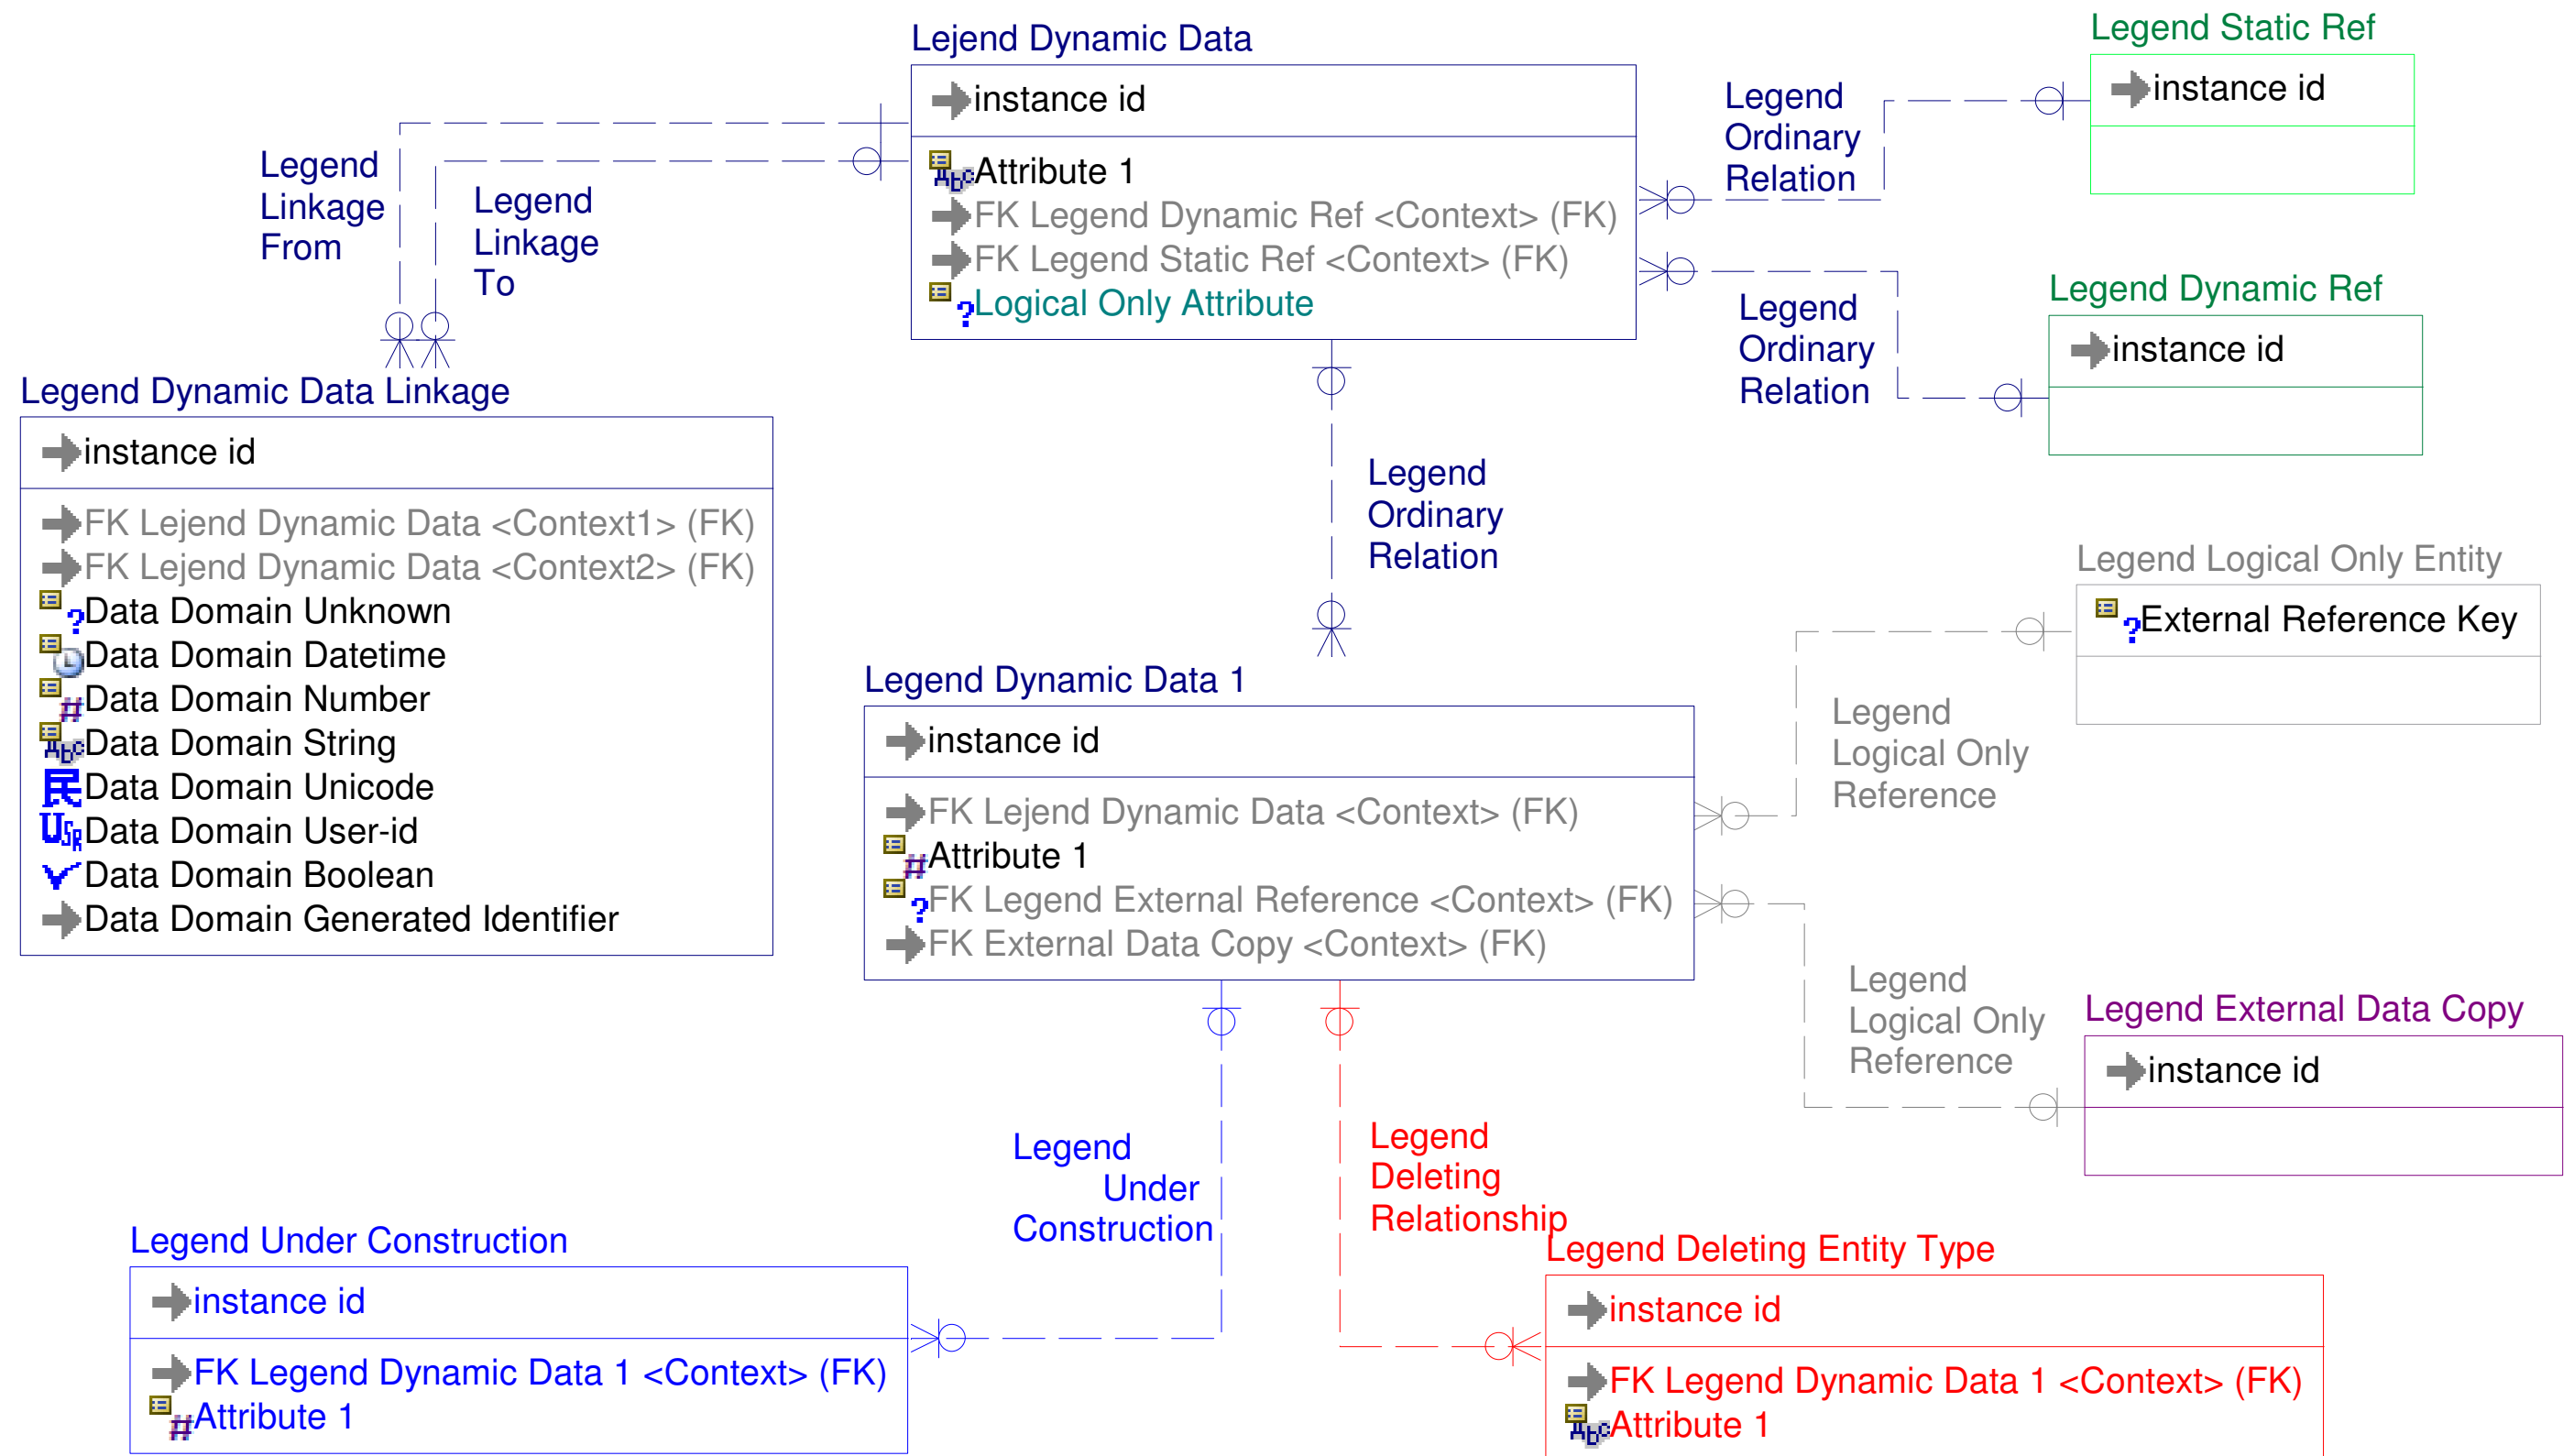 Lejend Dynamic Data
instance id
Attribute 1
FK Legend Dynamic Ref <Context> (FK)
FK Legend Static Ref <Context> (FK)
Logical Only Attribute
Legend Static Ref
instance id
Legend
Ordinary
Relation
Legend Dynamic Ref
instance id
Legend
Ordinary
Relation
Legend
Linkage
From
Legend
Linkage
To
Legend Dynamic Data Linkage
instance id
FK Lejend Dynamic Data <Context1> (FK)
FK Lejend Dynamic Data <Context2> (FK)
Data Domain Unknown
Data Domain Datetime
Data Domain Number
Data Domain String
Data Domain Unicode
Data Domain User-id
Data Domain Boolean
Data Domain Generated Identifier
Legend
Ordinary
Relation
Legend Dynamic Data 1
instance id
FK Lejend Dynamic Data <Context> (FK)
Attribute 1
FK Legend External Reference <Context> (FK)
FK External Data Copy <Context> (FK)
Legend Logical Only Entity
External Reference Key
Legend
Logical Only
Reference
Legend
Logical Only
Reference
Legend External Data Copy
instance id
Legend
Under
Construction
Legend
Deleting
Relationship
Legend Under Construction
instance id
FK Legend Dynamic Data 1 <Context> (FK)
Attribute 1
Legend Deleting Entity Type
instance id
FK Legend Dynamic Data 1 <Context> (FK)
Attribute 1